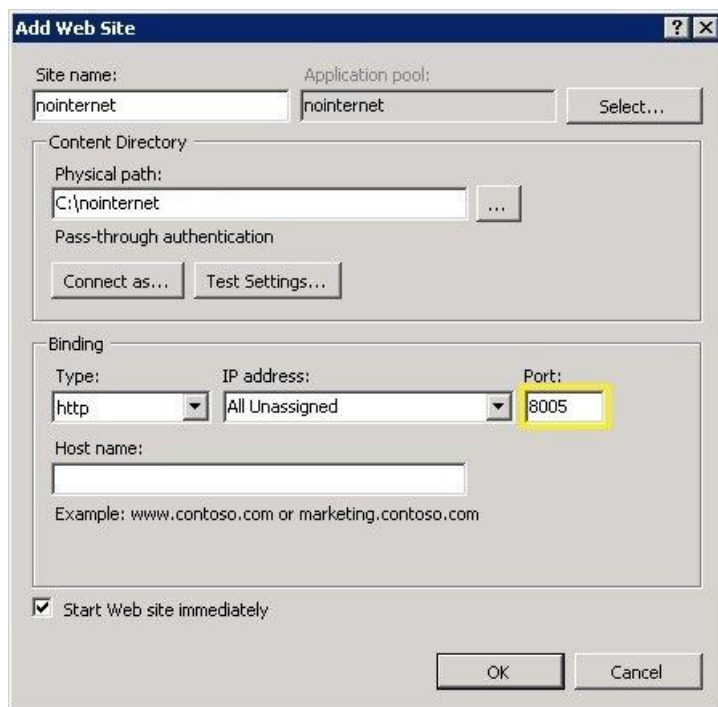 Add Web Site
Site name: Application pool:
nointernet nointernet Select...
Content Directory
Physical path:
C:\nointernet ...
Pass-through authentication
Connect as... Test Settings...
Binding
Type: IP address: Port:
http All Unassigned 8005
Host name:
Example: www.contoso.com or marketing.contoso.com
Start Web site immediately
OK Cancel